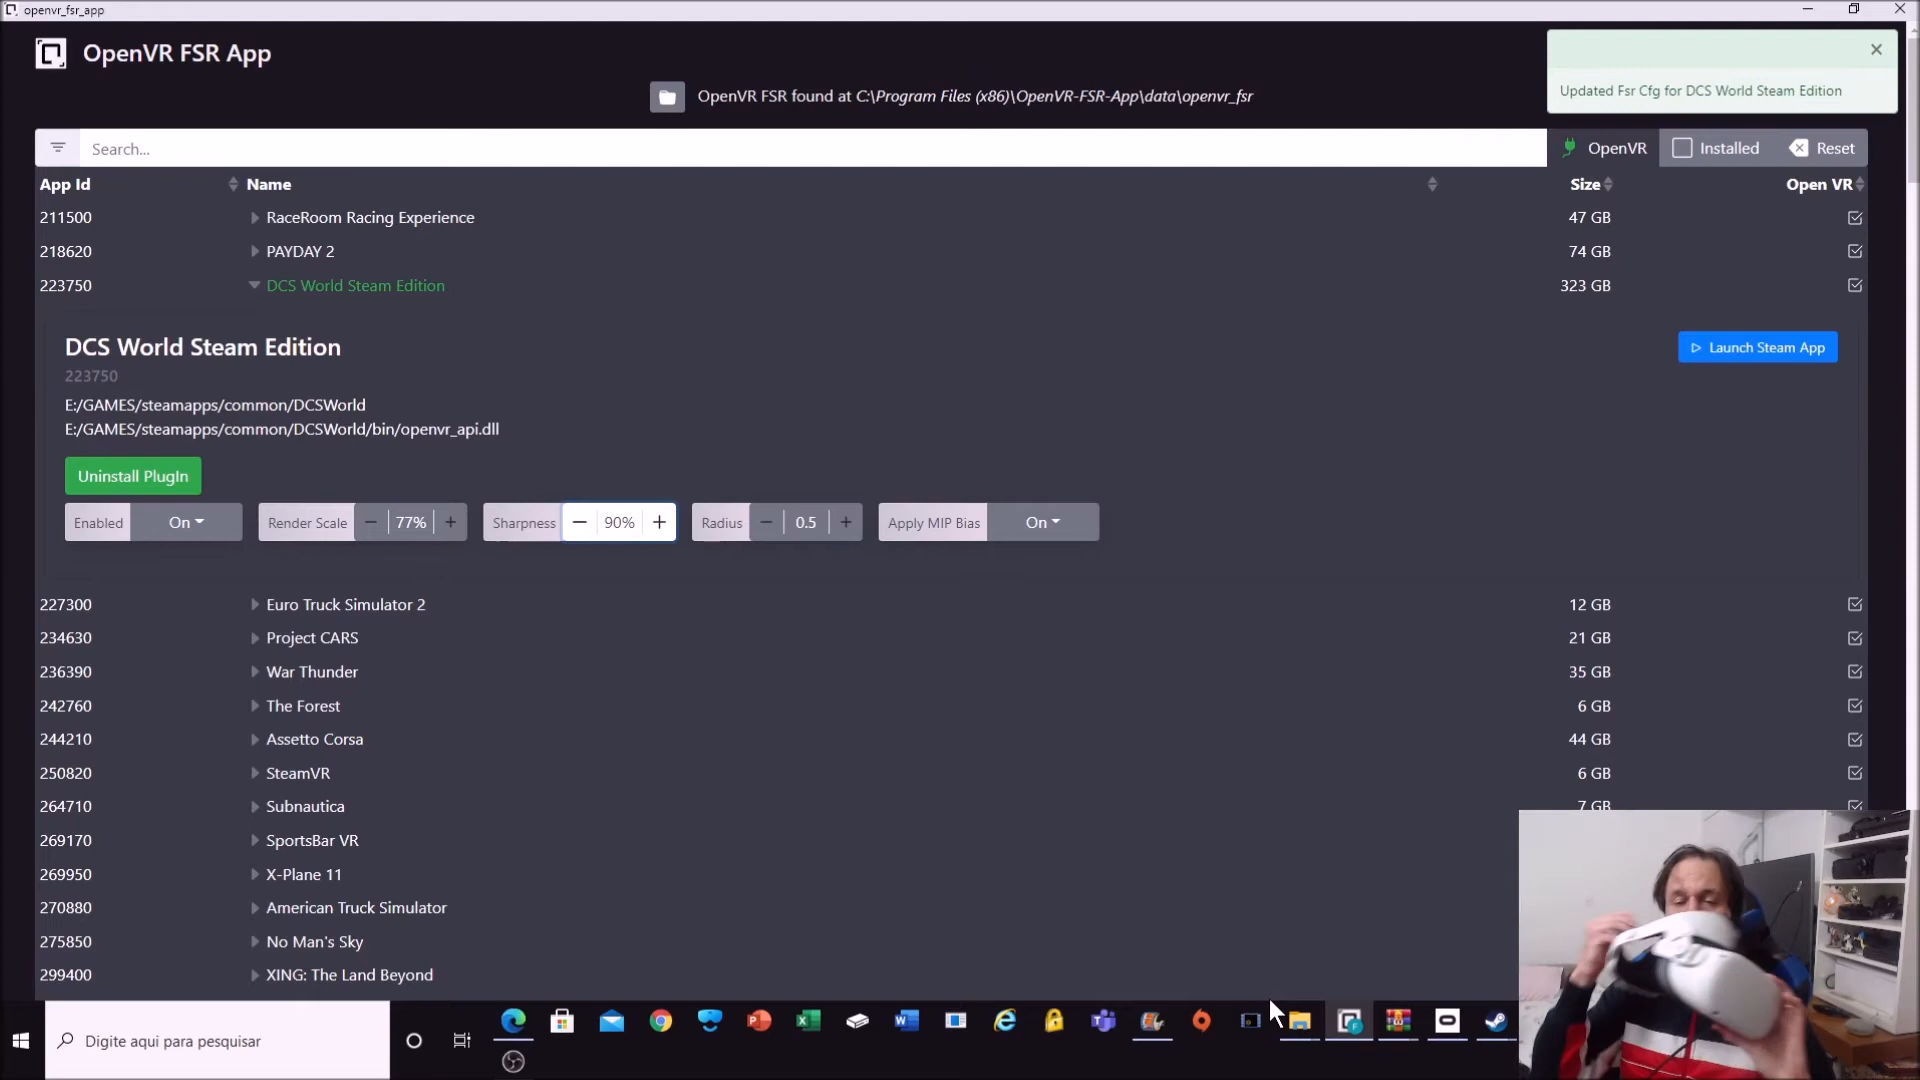 openvr_fsr_app
OpenVR FSR App
OpenVR FSR found at C:\Program Files (x86)\OpenVR-FSR-App\data\openvr_fsr
Updated Fsr Cfg for DCS World Steam Edition
Search...
OpenVR
Installed
Reset
App Id Name Size Open VR
211500 RaceRoom Racing Experience 47 GB
218620 PAYDAY 2 74 GB
223750 DCS World Steam Edition 323 GB
DCS World Steam Edition
Launch Steam App
223750
E:/GAMES/steamapps/common/DCSWorld
E:/GAMES/steamapps/common/DCSWorld/bin/openvr_api.dll
Uninstall PlugIn
Enabled On Render Scale − 77% + Sharpness − 90% + Radius − 0.5 + Apply MIP Bias On
227300 Euro Truck Simulator 2 12 GB
234630 Project CARS 21 GB
236390 War Thunder 35 GB
242760 The Forest 6 GB
244210 Assetto Corsa 44 GB
250820 SteamVR 6 GB
264710 Subnautica 7 GB
269170 SportsBar VR
269950 X-Plane 11
270880 American Truck Simulator
275850 No Man's Sky
299400 XING: The Land Beyond
Digite aqui para pesquisar